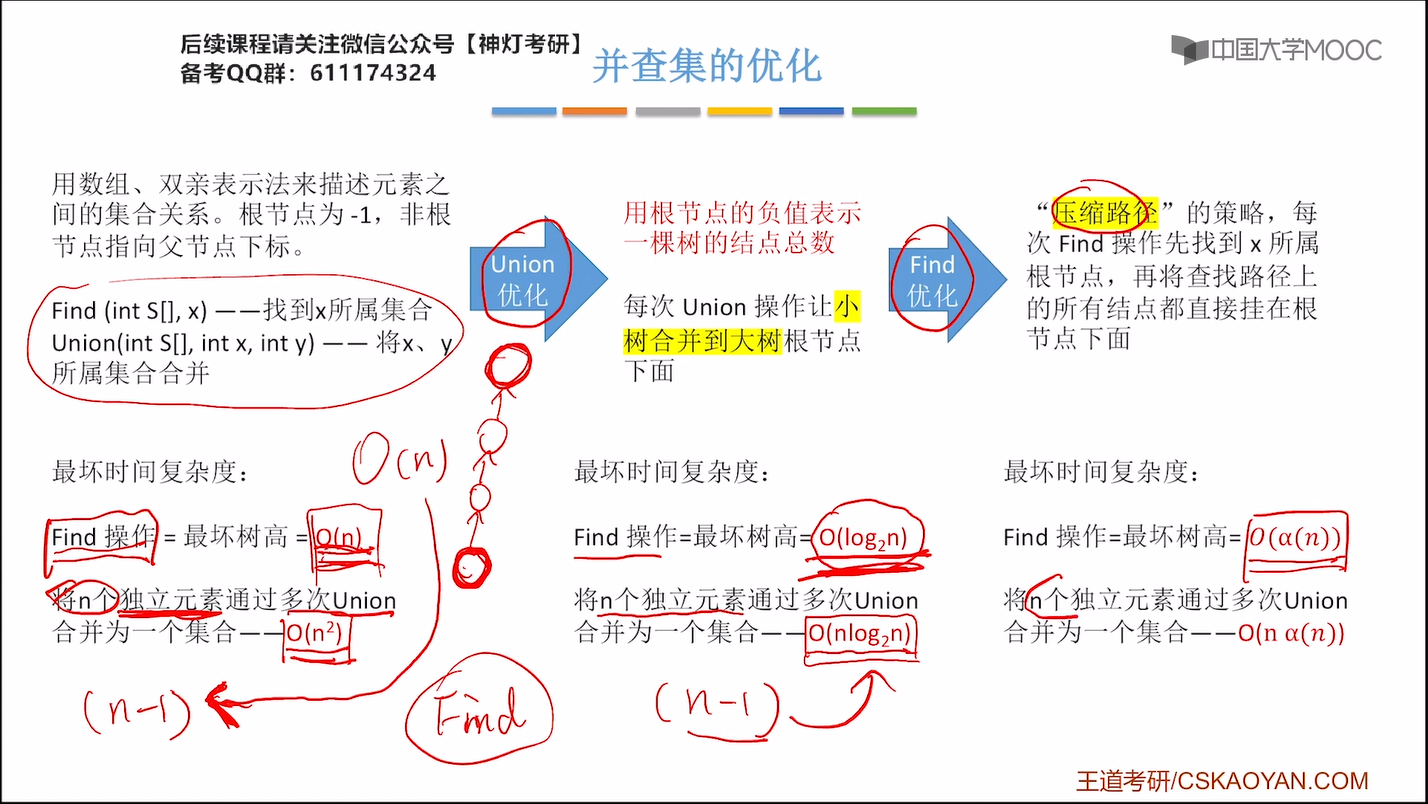 后续课程请关注微信公众号【神灯考研】
备考QQ群：611174324
并查集的优化
中国大学MOOC
用数组、双亲表示法来描述元素之
间的集合关系。根节点为 -1，非根
节点指向父节点下标。
Find (int S[], x) ——找到x所属集合
Union(int S[], int x, int y) —— 将x、y
所属集合合并
Union
优化
用根节点的负值表示
一棵树的结点总数
每次 Union 操作让小
树合并到大树根节点
下面
Find
优化
“压缩路径”的策略，每
次 Find 操作先找到 x 所属
根节点，再将查找路径上
的所有结点都直接挂在根
节点下面
O(n)
最坏时间复杂度：
Find 操作 = 最坏树高 = O(n)
将n个独立元素通过多次Union
合并为一个集合——O(n²)
(n-1)
Find
最坏时间复杂度：
Find 操作=最坏树高=O(log₂n)
将n个独立元素通过多次Union
合并为一个集合——O(nlog₂n)
(n-1)
最坏时间复杂度：
Find 操作=最坏树高=O(α(n))
将n个独立元素通过多次Union
合并为一个集合——O(n α(n))
王道考研/CSKAOYAN.COM